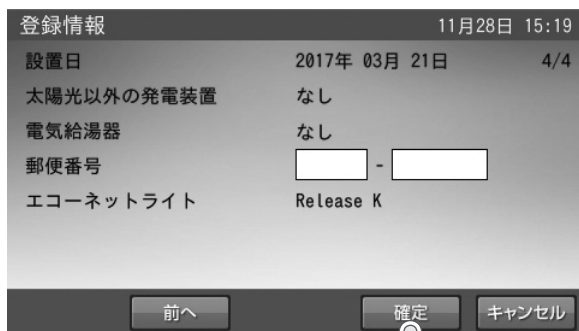 登録情報 11月28日 15:19
設置日 2017年 03月 21日 4/4
太陽光以外の発電装置 なし
電気給湯器 なし
郵便番号 -
エコーネットライト Release K
前へ 確定 キャンセル